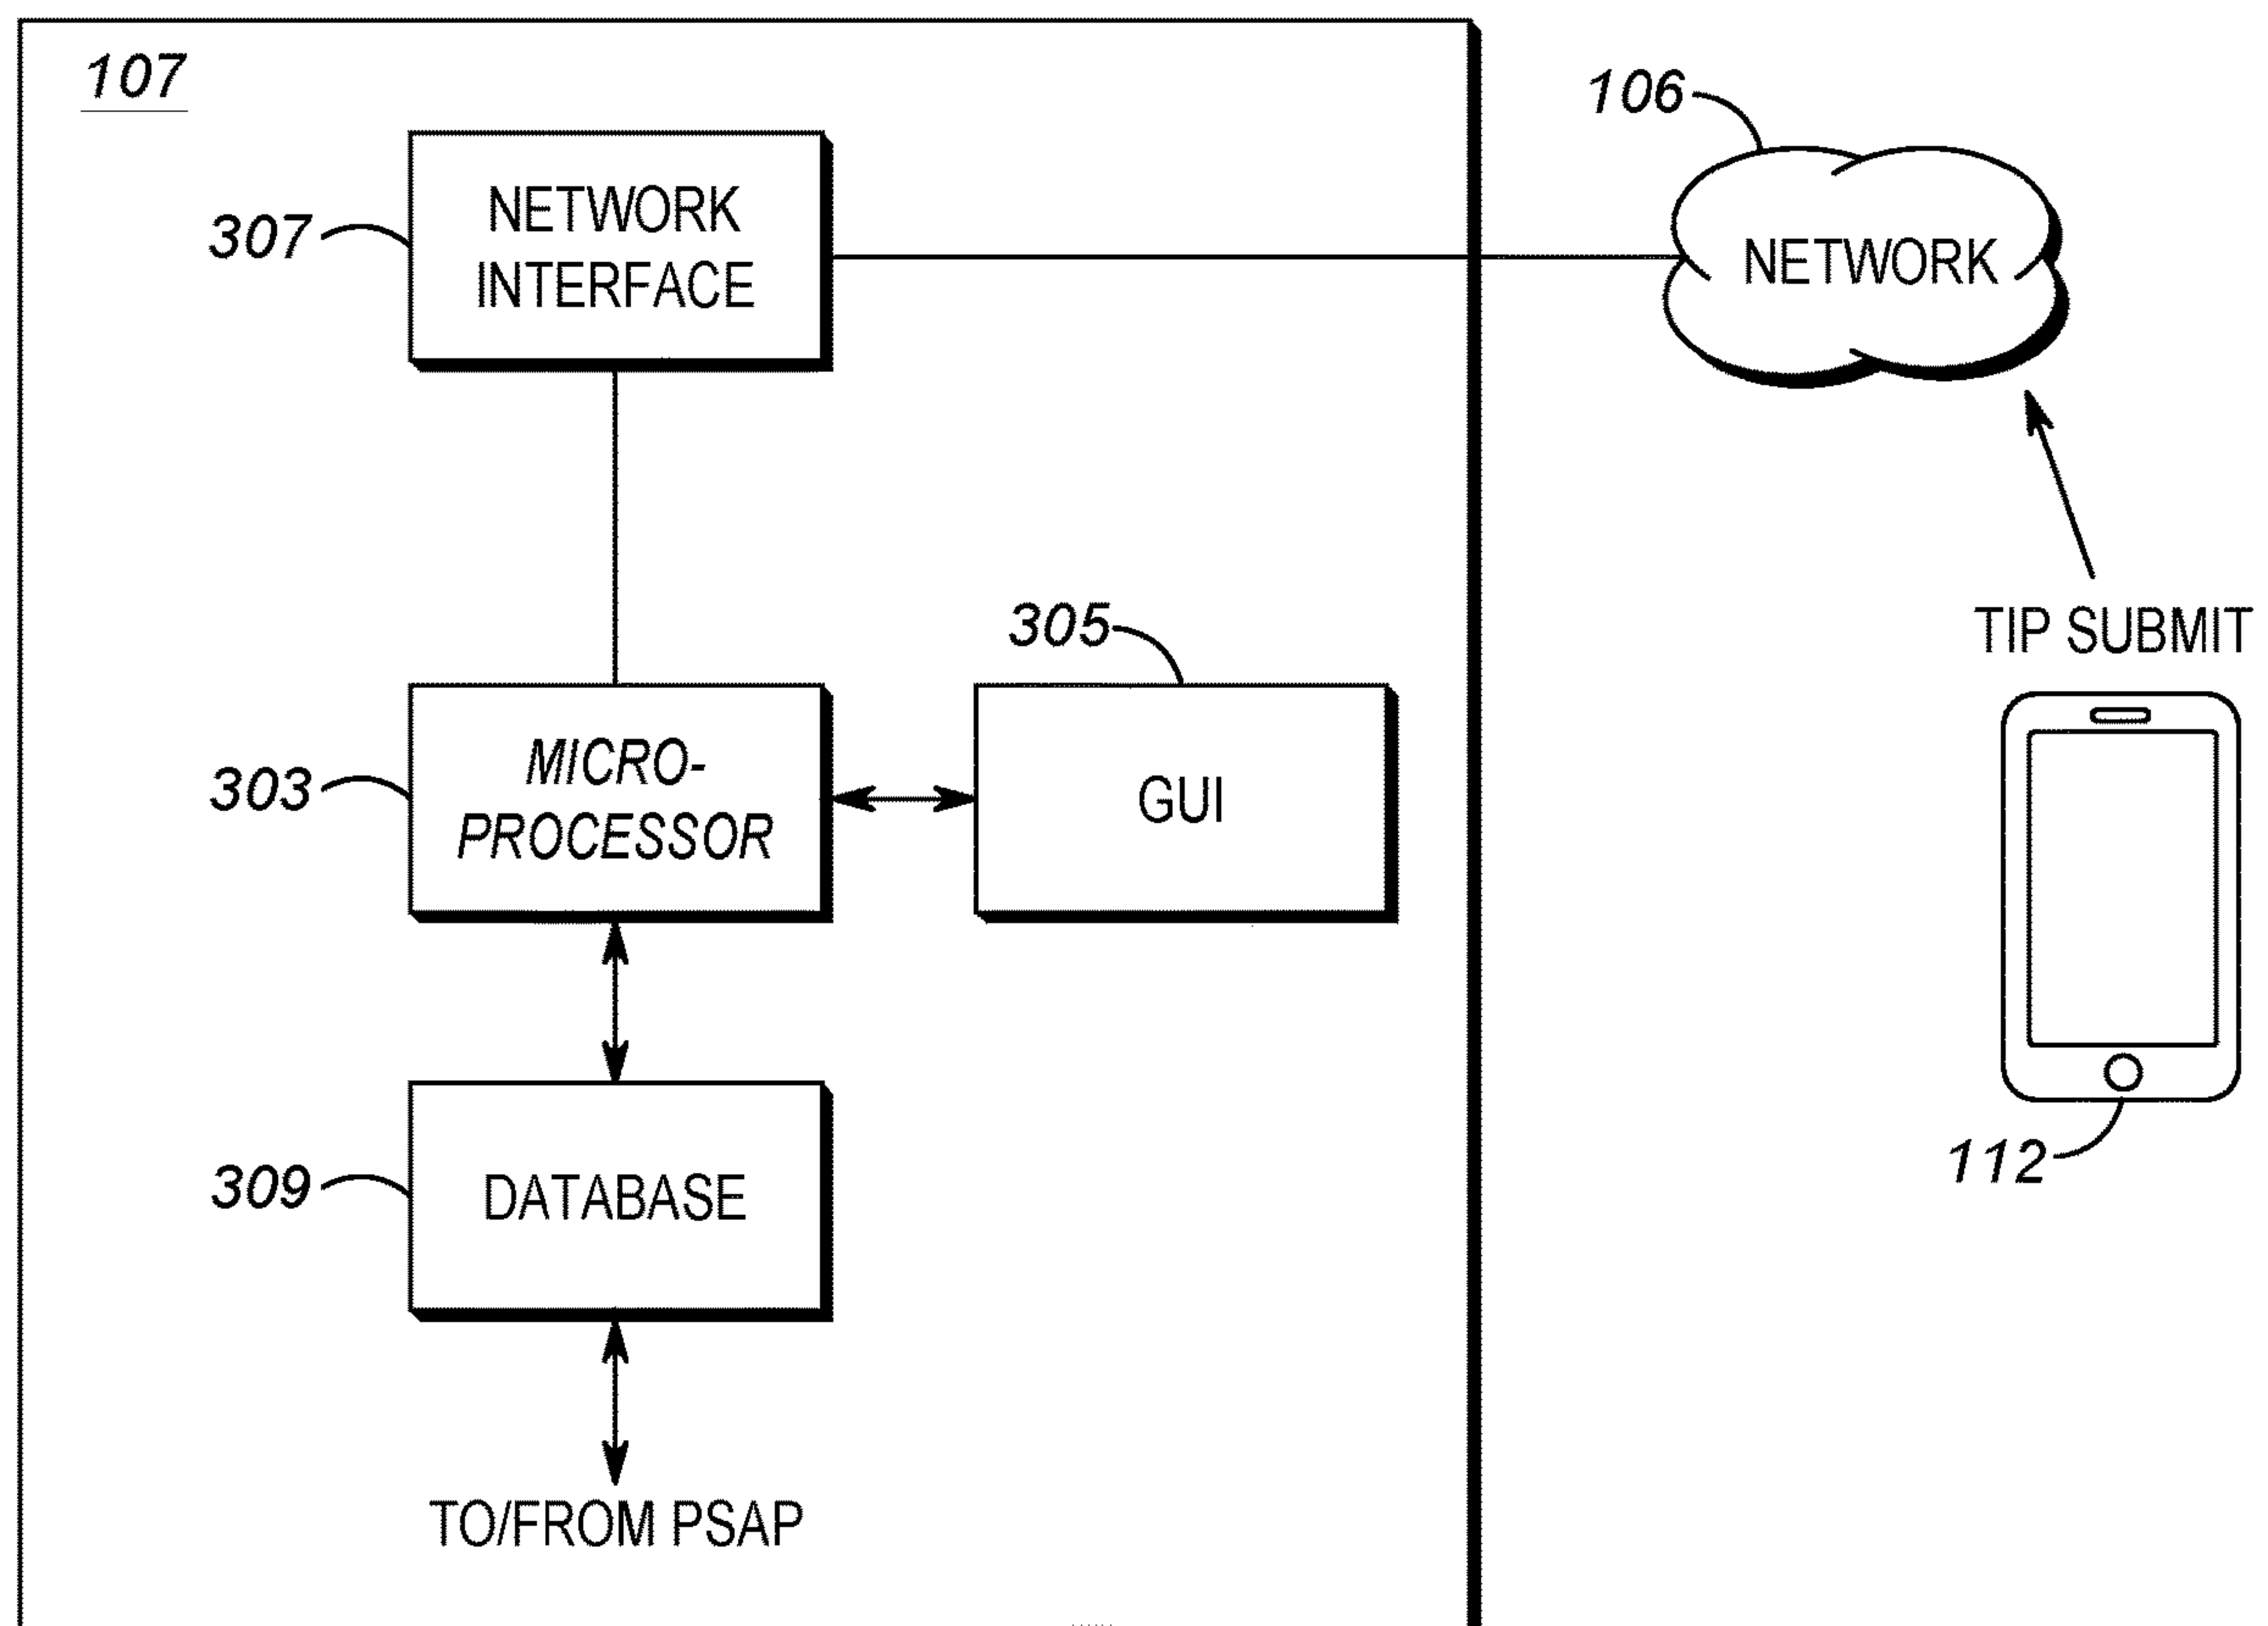 107
106
NETWORK
INTERFACE
307
NETWORK
305
TIP SUBMIT
MICRO-
PROCESSOR
303
GUI
112
309
DATABASE
TO/FROM PSAP